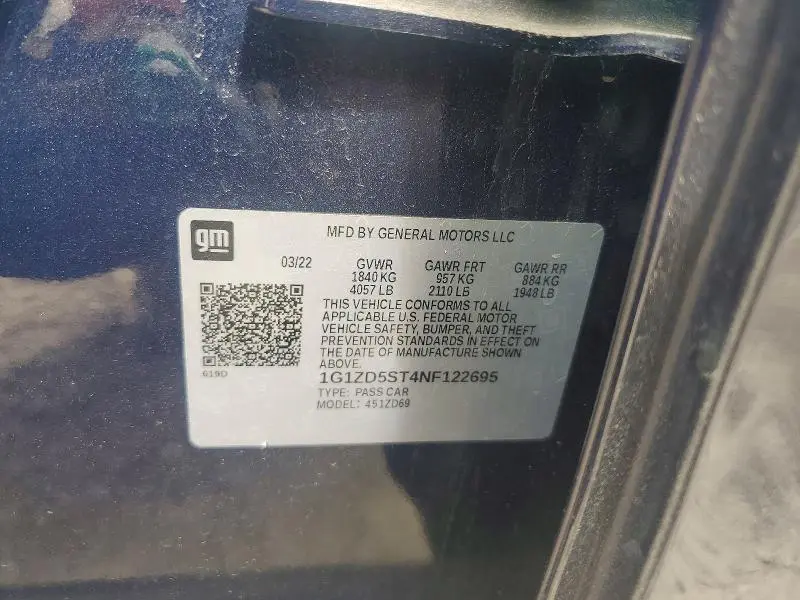 gm
MFD BY GENERAL MOTORS LLC
03/22 GVWR GAWR FRT GAWR RR
1840 KG 957 KG 884 KG
4057 LB 2110 LB 1948 LB
THIS VEHICLE CONFORMS TO ALL
APPLICABLE U.S. FEDERAL MOTOR
VEHICLE SAFETY, BUMPER, AND THEFT
PREVENTION STANDARDS IN EFFECT ON
THE DATE OF MANUFACTURE SHOWN
ABOVE.
619D
1G1ZD5ST4NF122695
TYPE: PASS CAR
MODEL: 451ZD69